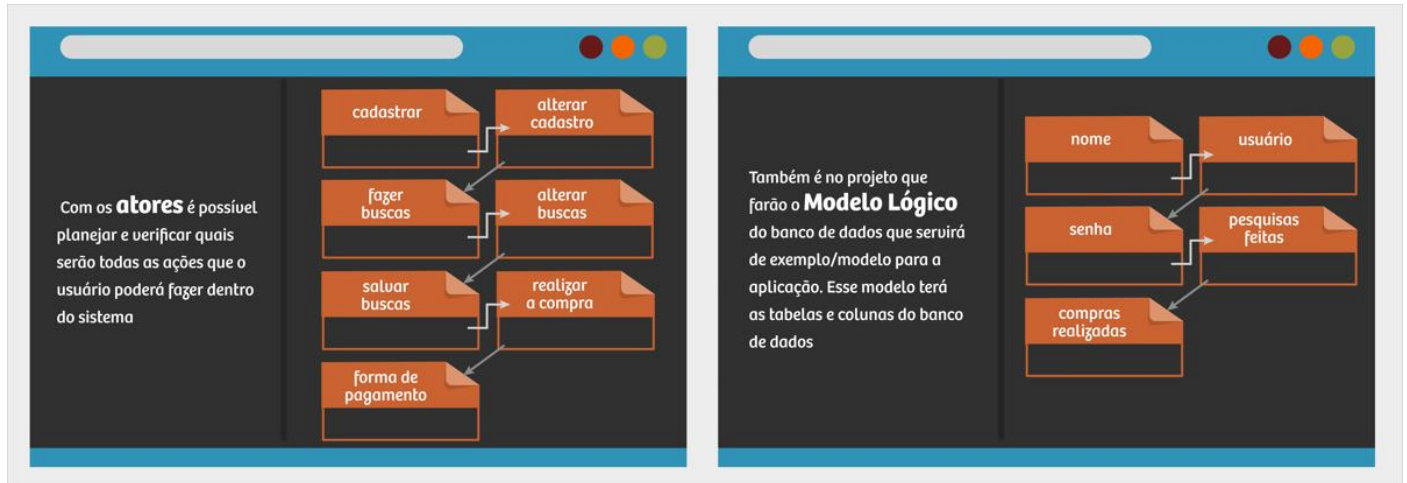 Com os atores é possível
planejar e verificar quais
serão todas as ações que o
usuário poderá fazer dentro
do sistema
cadastrar
alterar
cadastro
fazer
buscas
alterar
buscas
salvar
buscas
realizar
a compra
forma de
pagamento
Também é no projeto que
farão o Modelo Lógico
do banco de dados que servirá
de exemplo/modelo para a
aplicação. Esse modelo terá
as tabelas e colunas do banco
de dados
nome
usuário
senha
pesquisas
feitas
compras
realizadas